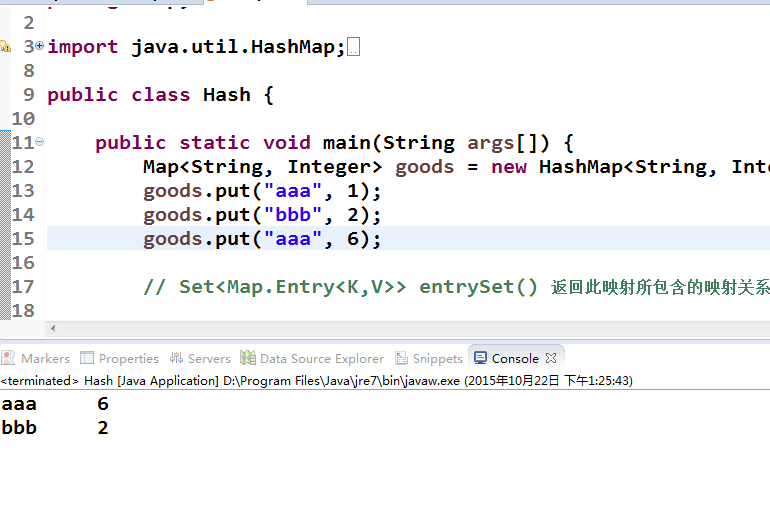 2
3 import java.util.HashMap;
8
9 public class Hash {
10
11 public static void main(String args[]) {
12 Map<String, Integer> goods = new HashMap<String, Inte
13 goods.put("aaa", 1);
14 goods.put("bbb", 2);
15 goods.put("aaa", 6);
16
17 // Set<Map.Entry<K,V>> entrySet() 返回此映射所包含的映射关系
18
Markers Properties Servers Data Source Explorer Snippets Console
<terminated> Hash [Java Application] D:\Program Files\Java\jre7\bin\javaw.exe (2015年10月22日 下午1:25:43)
aaa 6
bbb 2